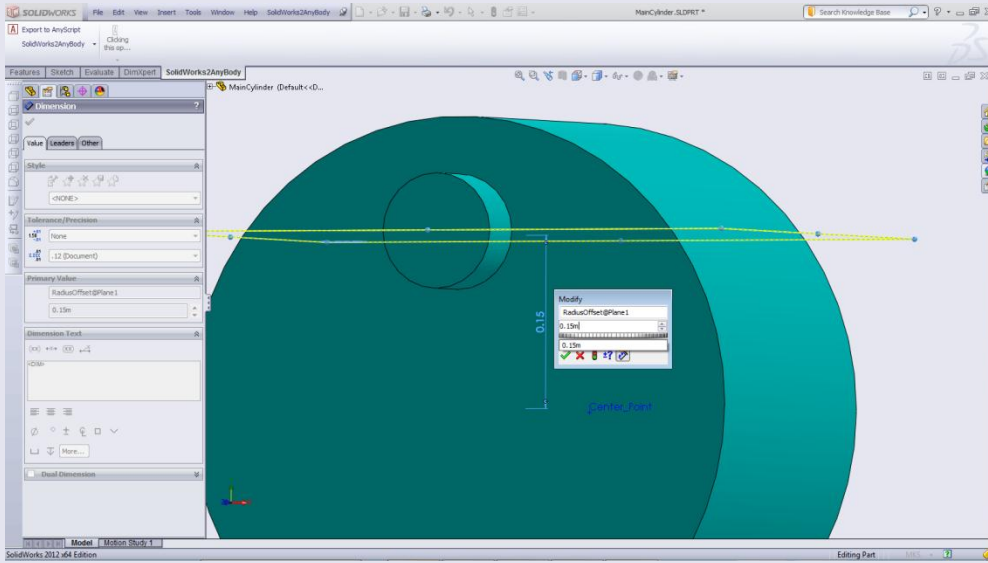 SOLIDWORKS File Edit View Insert Tools Window Help SolidWorks2AnyBody MainCylinder.SLDPRT * Search Knowledge Base
Export to AnyScript
SolidWorks2AnyBody
Clicking
this op...
Features Sketch Evaluate DimXpert SolidWorks2AnyBody
MainCylinder (Default<<D...
Dimension ?
Value Leaders Other
Style
<NONE>
Tolerance/Precision
None
.12 (Document)
Primary Value
RadiusOffset@Plane1
0.15m
Dimension Text
<DIM>
More...
Dual Dimension
0.15
Modify
RadiusOffset@Plane1
0.15m
0.15m
Center_Point
Model Motion Study 1
SolidWorks 2012 x64 Edition Editing Part MKS